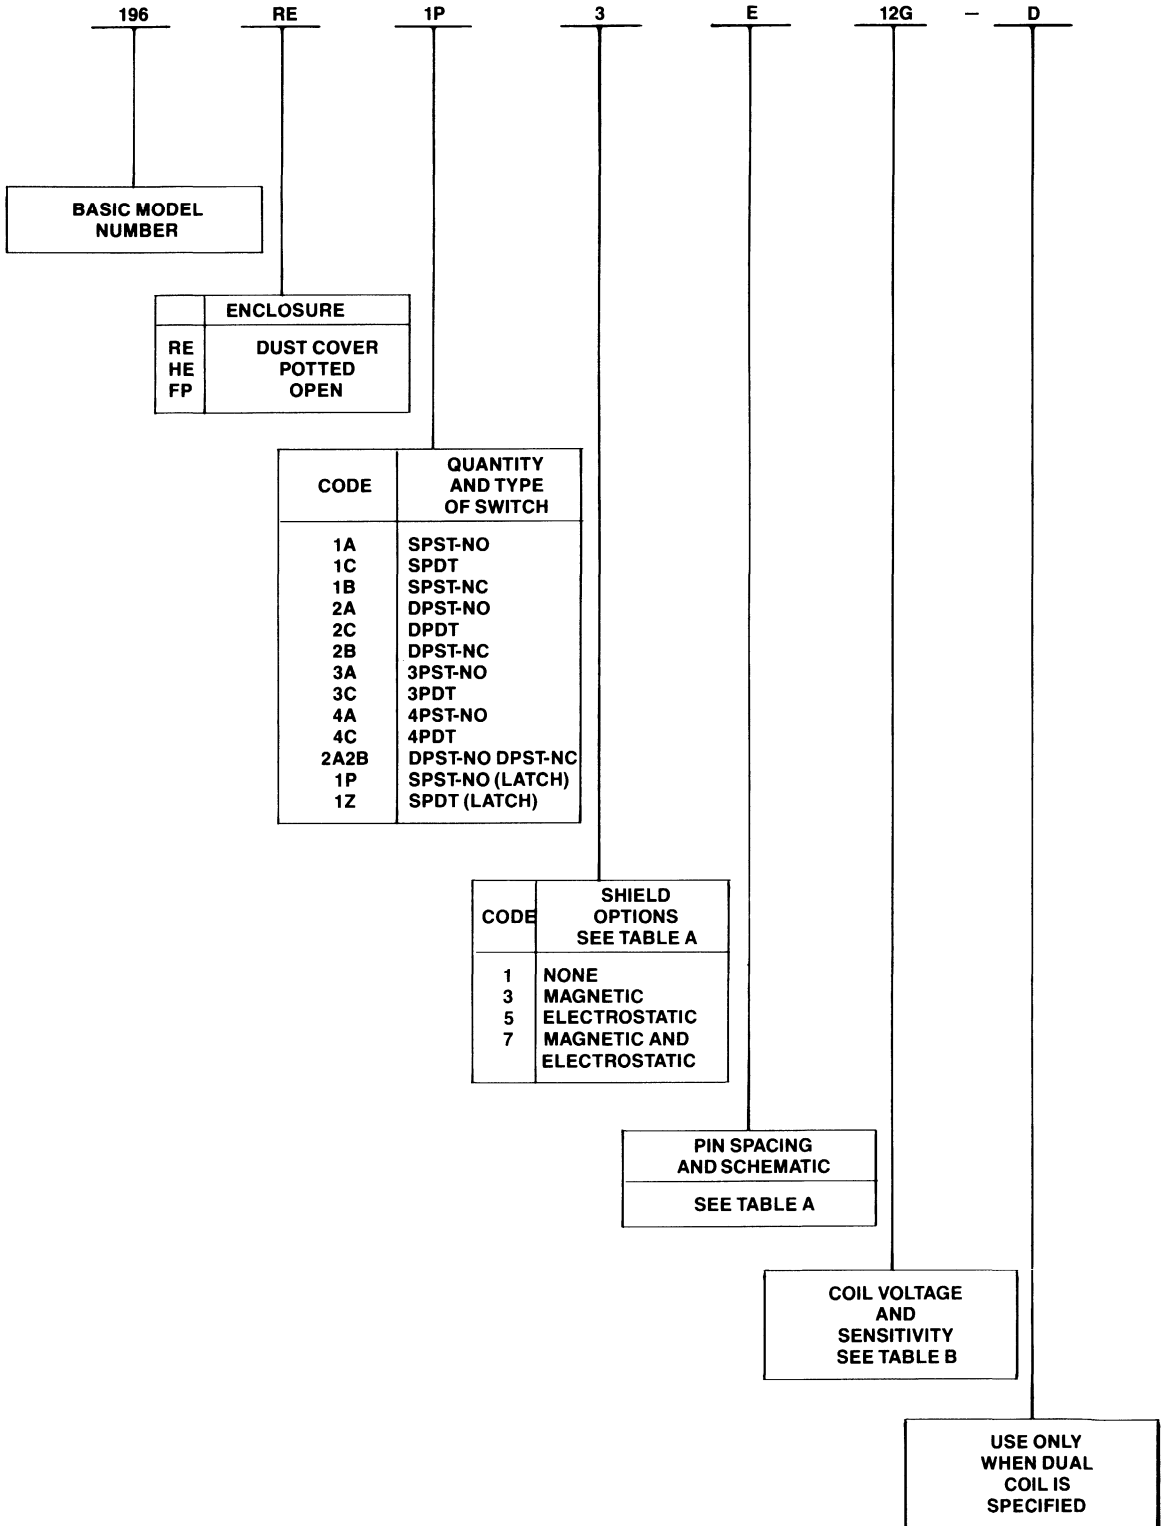 196 RE 1P 3 E 12G – D
BASIC MODEL
NUMBER
ENCLOSURE
RE DUST COVER
HE POTTED
FP OPEN
CODE
QUANTITY
AND TYPE
OF SWITCH
1A SPST-NO
1C SPDT
1B SPST-NC
2A DPST-NO
2C DPDT
2B DPST-NC
3A 3PST-NO
3C 3PDT
4A 4PST-NO
4C 4PDT
2A2B DPST-NO DPST-NC
1P SPST-NO (LATCH)
1Z SPDT (LATCH)
CODE
SHIELD
OPTIONS
SEE TABLE A
1 NONE
3 MAGNETIC
5 ELECTROSTATIC
7 MAGNETIC AND
ELECTROSTATIC
PIN SPACING
AND SCHEMATIC
SEE TABLE A
COIL VOLTAGE
AND
SENSITIVITY
SEE TABLE B
USE ONLY
WHEN DUAL
COIL IS
SPECIFIED